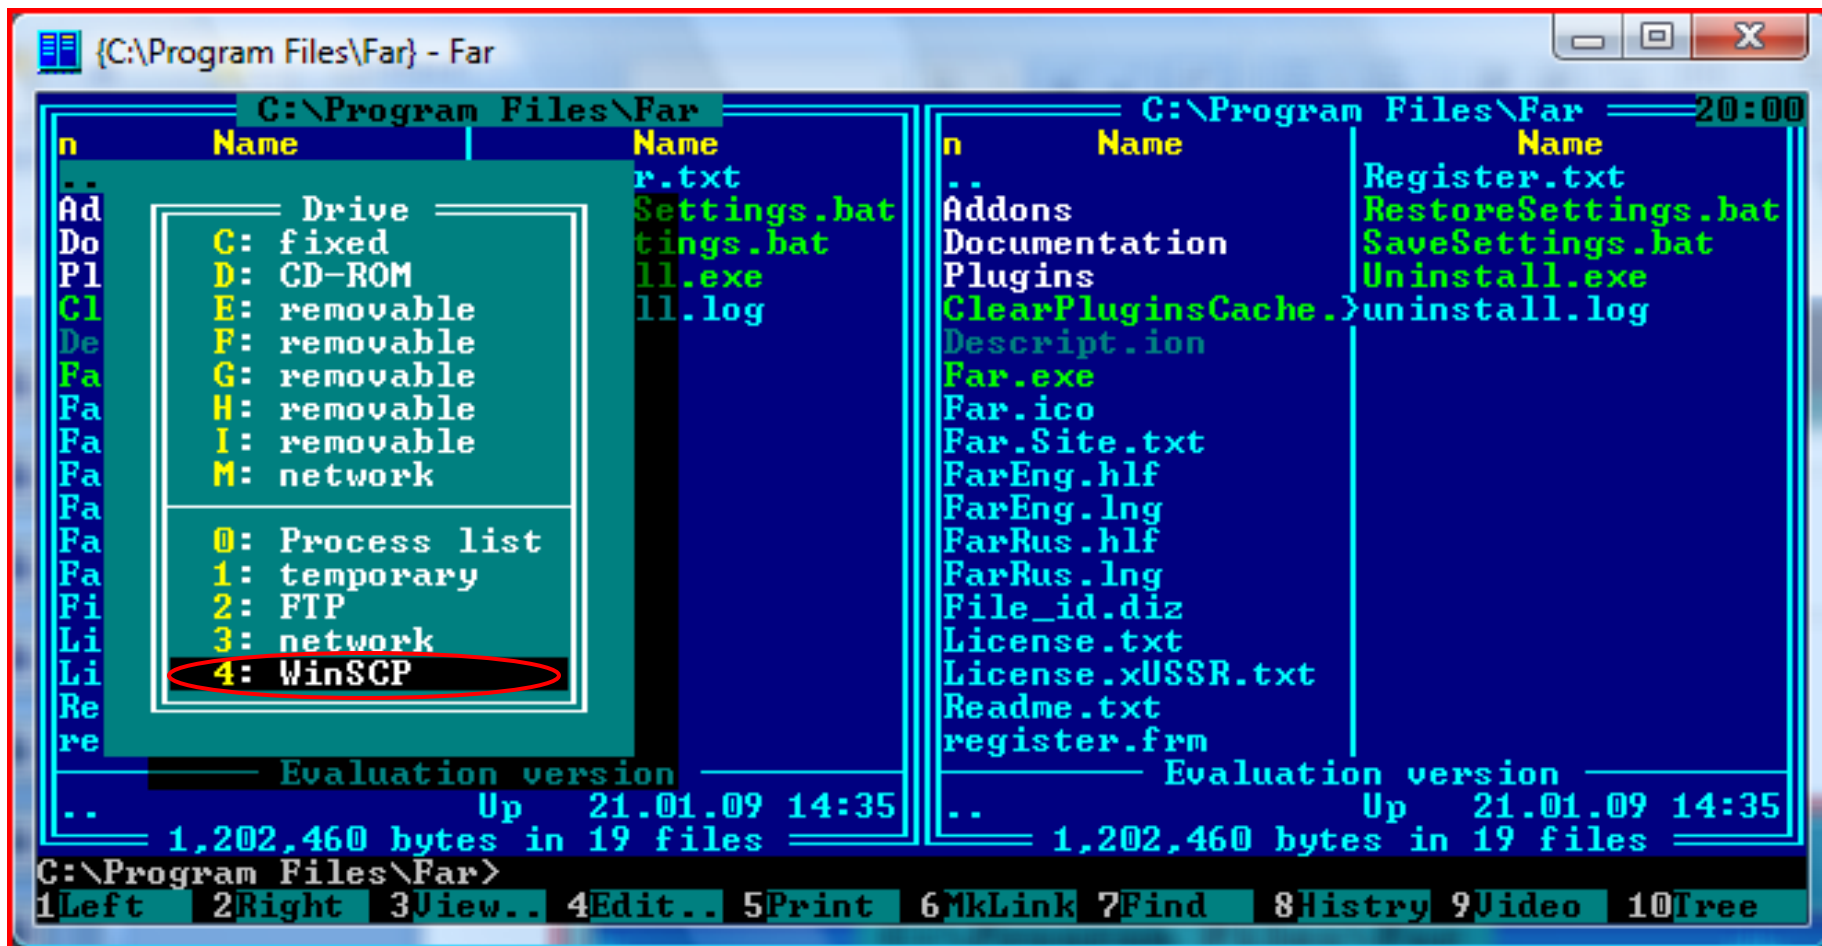 {C:\Program Files\Far} - Far
C:\Program Files\Far
C:\Program Files\Far
20:00
n Name Name
n Name Name
.. r.txt
.. Register.txt
Ad Settings.bat
Addons RestoreSettings.bat
Do tings.bat
Documentation SaveSettings.bat
Pl ll.exe
Plugins Uninstall.exe
Cl ll.log
ClearPluginsCache.}uninstall.log
De
Descript.ion
Fa
Far.exe
Fa
Far.ico
Fa
Far.Site.txt
Fa
FarEng.hlf
Fa
FarEng.lng
Fa
FarRus.hlf
Fa
FarRus.lng
Fi
File_id.diz
Li
License.txt
Li
License.xUSSR.txt
Re
Readme.txt
re
register.frm
Drive
C: fixed
D: CD-ROM
E: removable
F: removable
G: removable
H: removable
I: removable
M: network
0: Process list
1: temporary
2: FTP
3: network
4: WinSCP
Evaluation version
Evaluation version
.. Up 21.01.09 14:35
.. Up 21.01.09 14:35
1,202,460 bytes in 19 files
1,202,460 bytes in 19 files
C:\Program Files\Far>
1Left 2Right 3View.. 4Edit.. 5Print 6MkLink 7Find 8Histry 9Video 10Tree